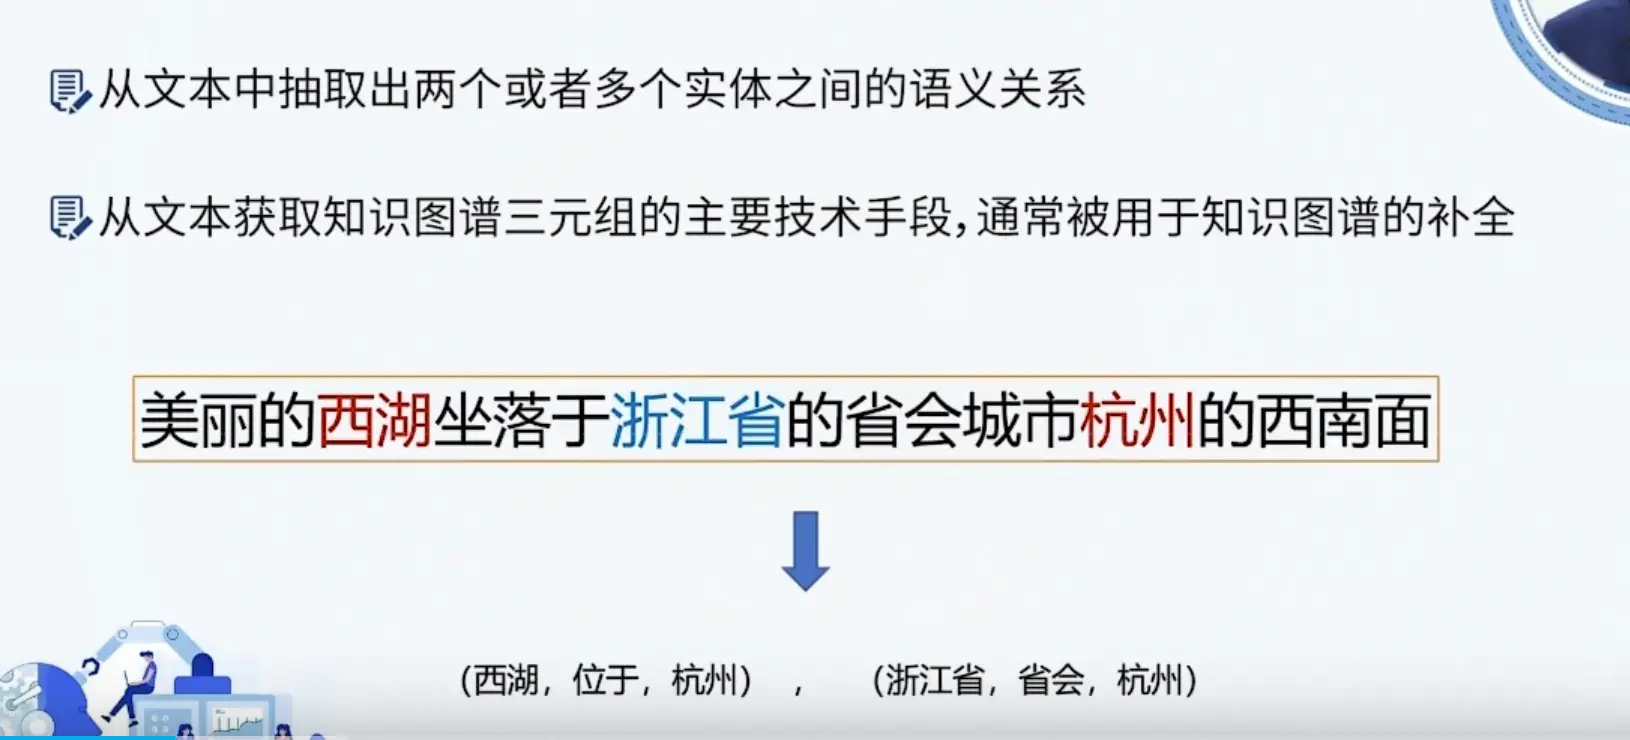 从文本中抽取出两个或者多个实体之间的语义关系
从文本获取知识图谱三元组的主要技术手段,通常被用于知识图谱的补全
美丽的西湖坐落于浙江省的省会城市杭州的西南面
（西湖，位于，杭州） ， （浙江省，省会，杭州）